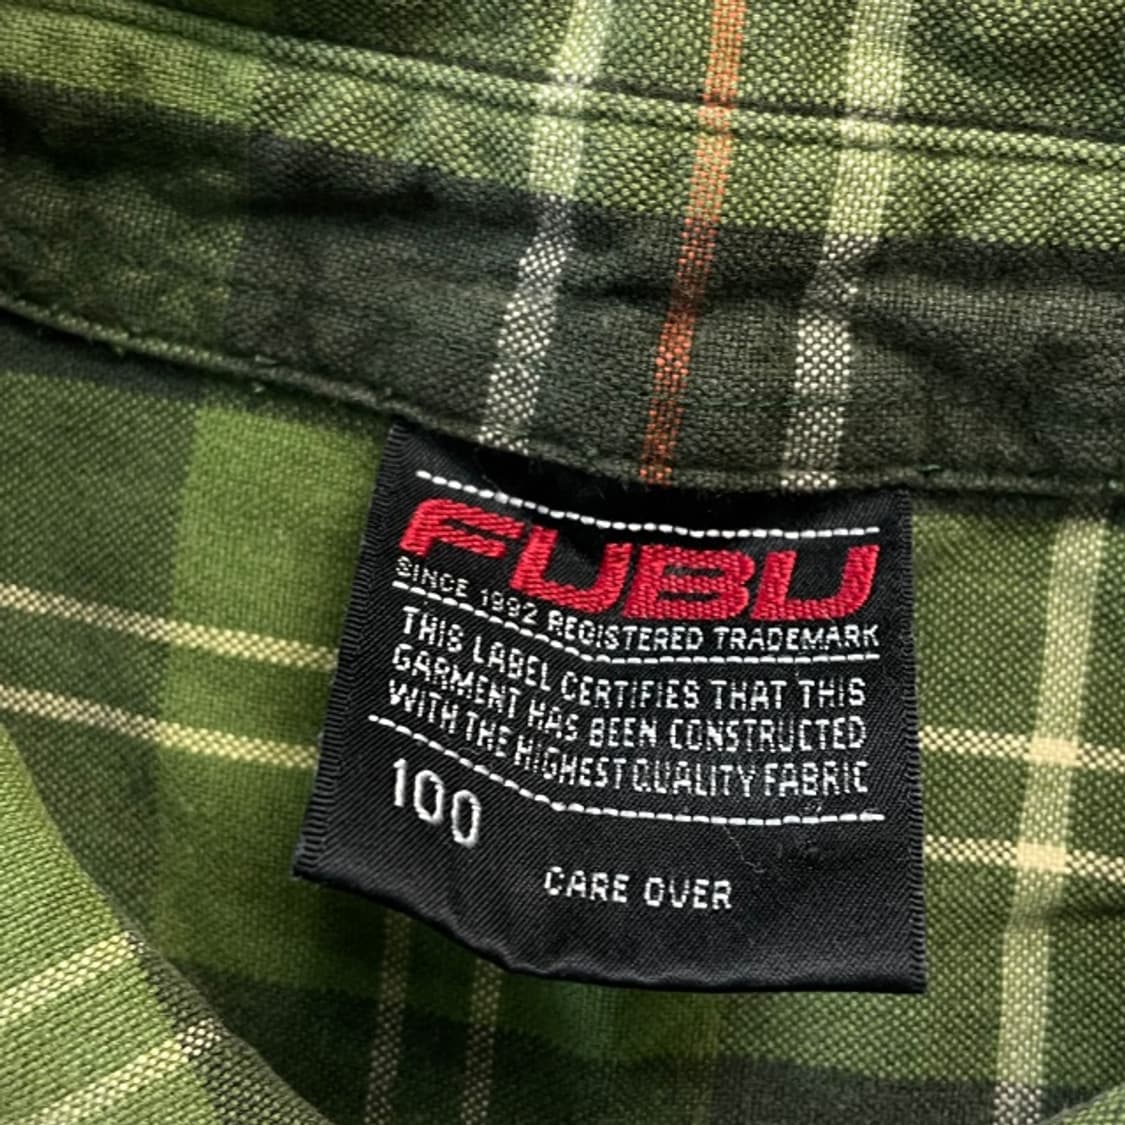 FUBU
SINCE 1992 REGISTERED TRADEMARK
THIS LABEL CERTIFIES THAT THIS
GARMENT HAS BEEN CONSTRUCTED
WITH THE HIGHEST QUALITY FABRIC
100
CARE OVER